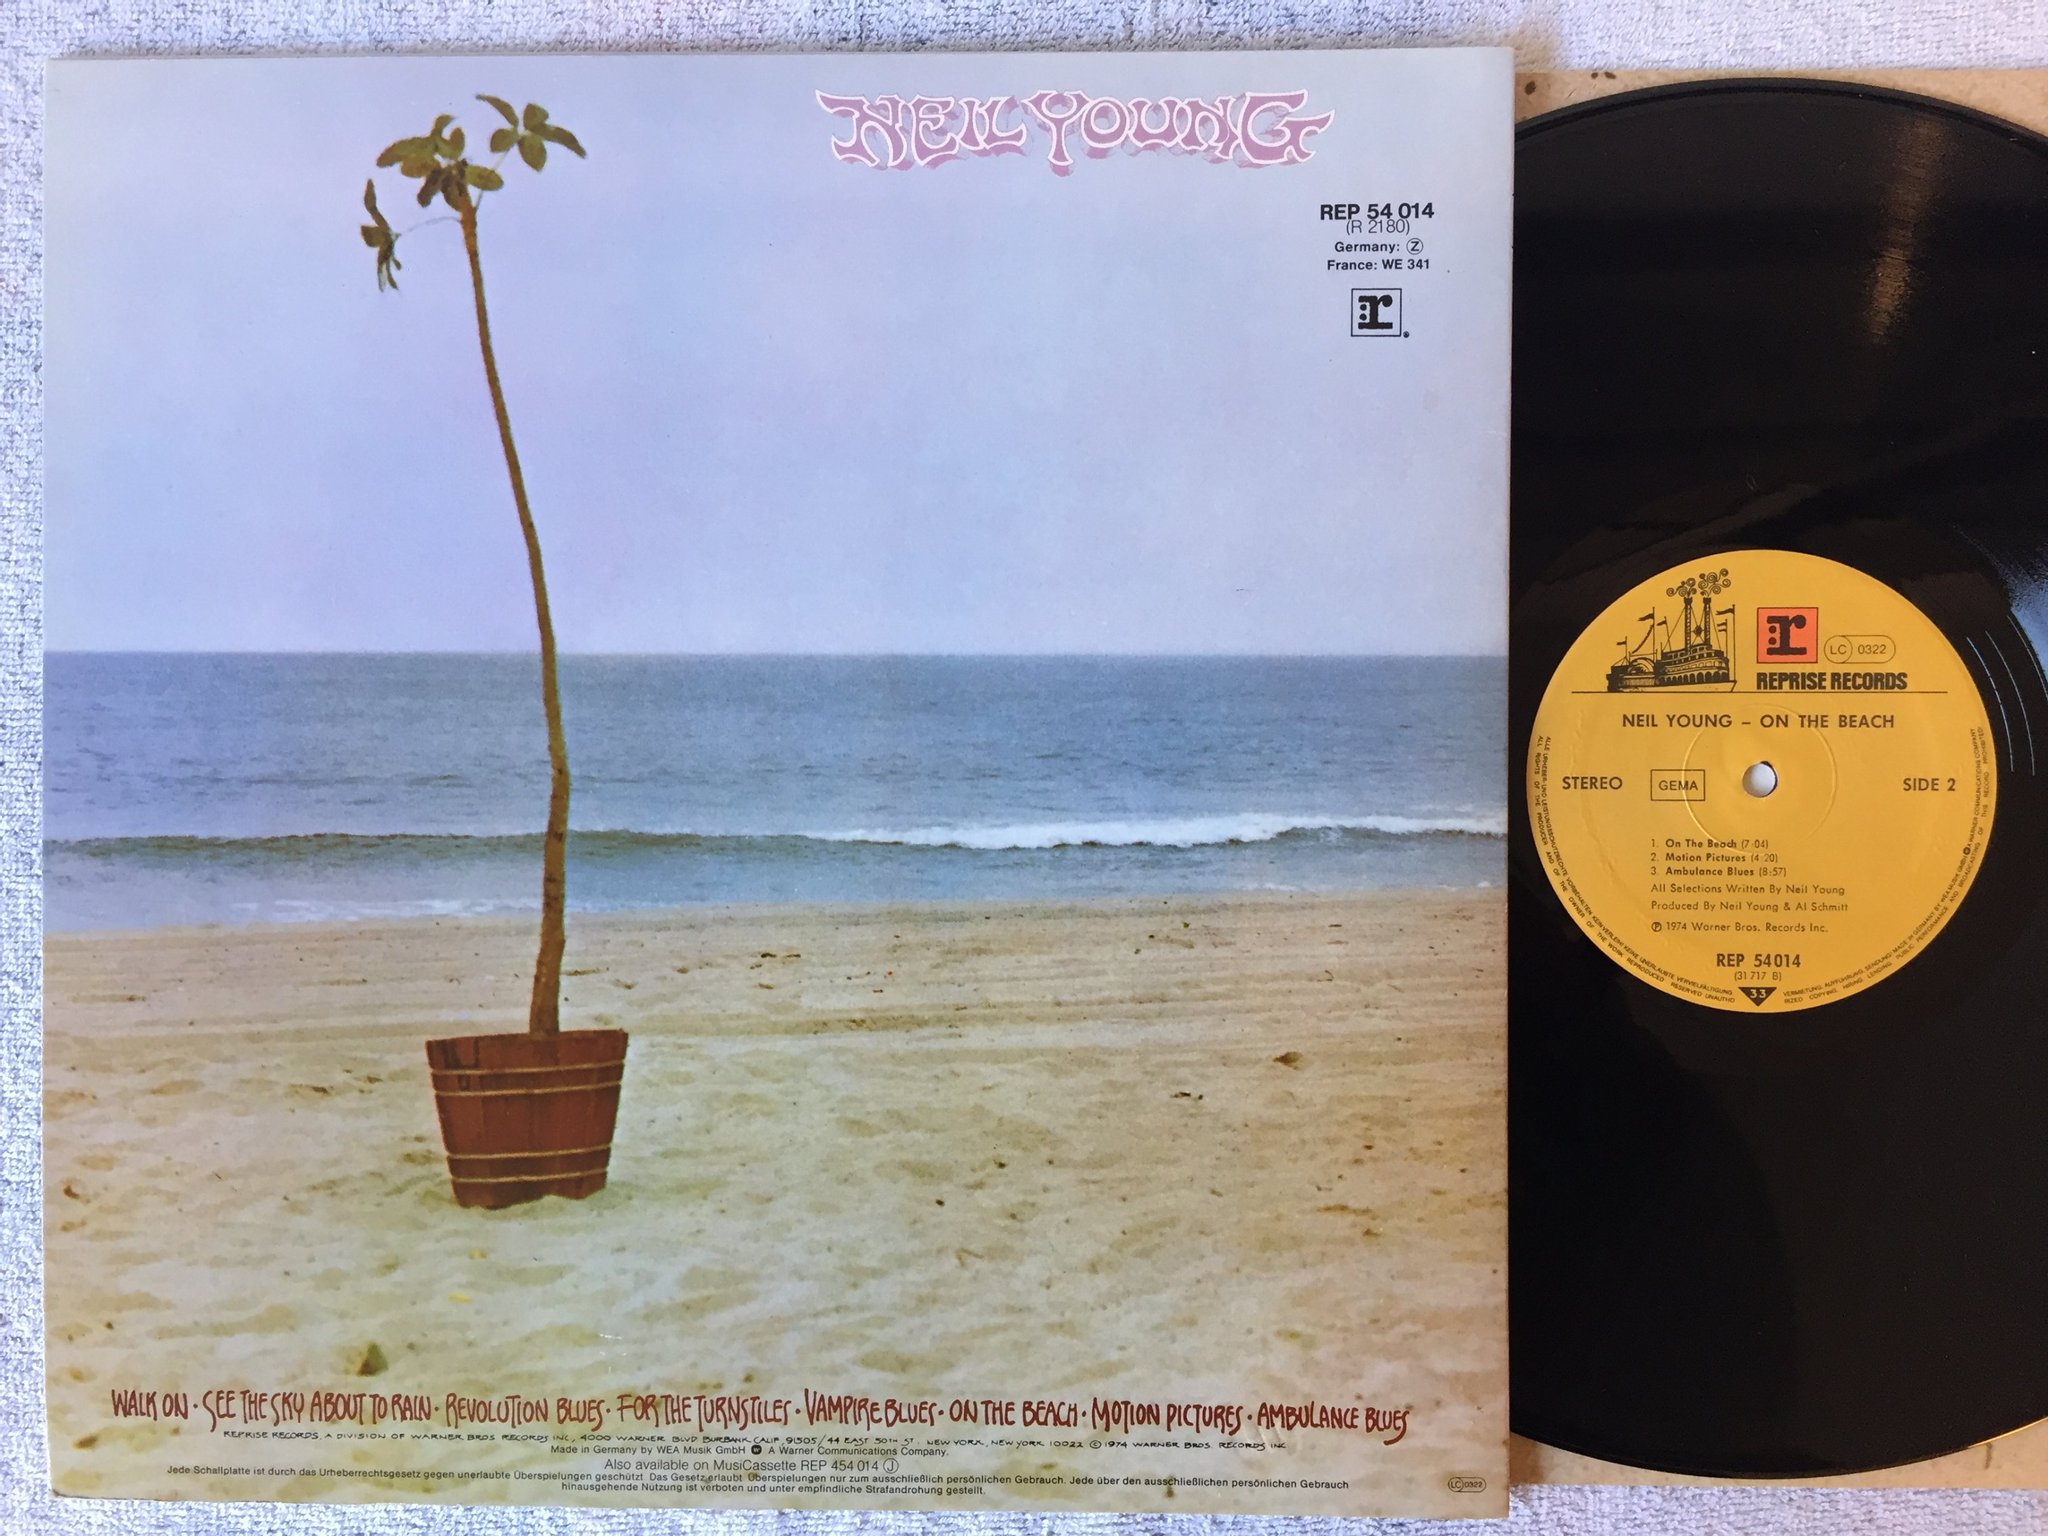 NEIL YOUNG
REP 54 014
(R 2180)
Germany: Ⓩ
France: WE 341
r
WALK ON · SEE THE SKY ABOUT TO RAIN · REVOLUTION BLUES · FOR THE TURNSTILES · VAMPIRE BLUES · ON THE BEACH · MOTION PICTURES · AMBULANCE BLUES
REPRISE RECORDS, A DIVISION OF WARNER BROS RECORDS INC., 4000 WARNER BLVD BURBANK CALIF 91505/44 EAST 50TH ST. NEW YORK, NEW YORK 10022 © 1974 WARNER BROS. RECORDS INC
Made in Germany by WEA Musik GmbH A Warner Communications Company.
Also available on MusiCassette REP 454 014 Ⓙ
Jede Schallplatte ist durch das Urheberrechtsgesetz gegen unerlaubte Überspielungen geschützt. Das Gesetz erlaubt Überspielungen nur zum ausschließlich persönlichen Gebrauch. Jede über den ausschließlichen persönlichen Gebrauch
hinausgehende Nutzung ist verboten und unter empfindliche Strafandrohung gestellt.
LC 0322
r
LC 0322
REPRISE RECORDS
NEIL YOUNG – ON THE BEACH
STEREO GEMA SIDE 2
1. On The Beach (7:04)
2. Motion Pictures (4:20)
3. Ambulance Blues (8:57)
All Selections Written By Neil Young
Produced By Neil Young & Al Schmitt
℗ 1974 Warner Bros. Records Inc.
REP 54014
(31 717 B)
33